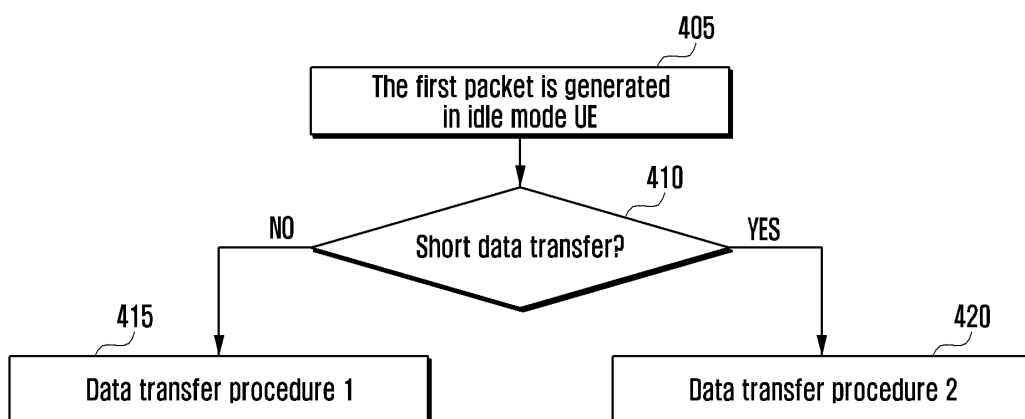 405
The first packet is generated
in idle mode UE
410
NO
Short data transfer?
YES
415
420
Data transfer procedure 1
Data transfer procedure 2